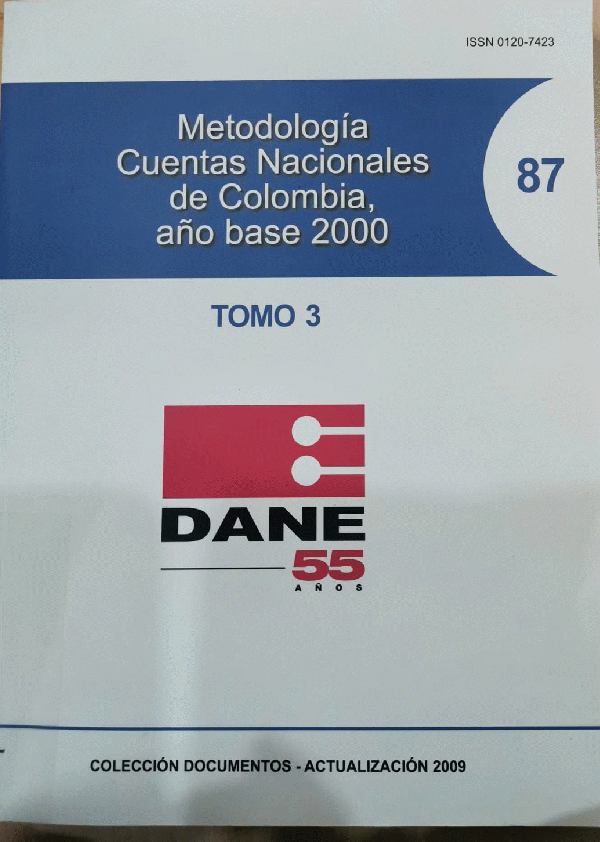 ISSN 0120-7423
Metodología
Cuentas Nacionales
de Colombia,
año base 2000
87
TOMO 3
DANE
55
AÑOS
COLECCIÓN DOCUMENTOS - ACTUALIZACIÓN 2009